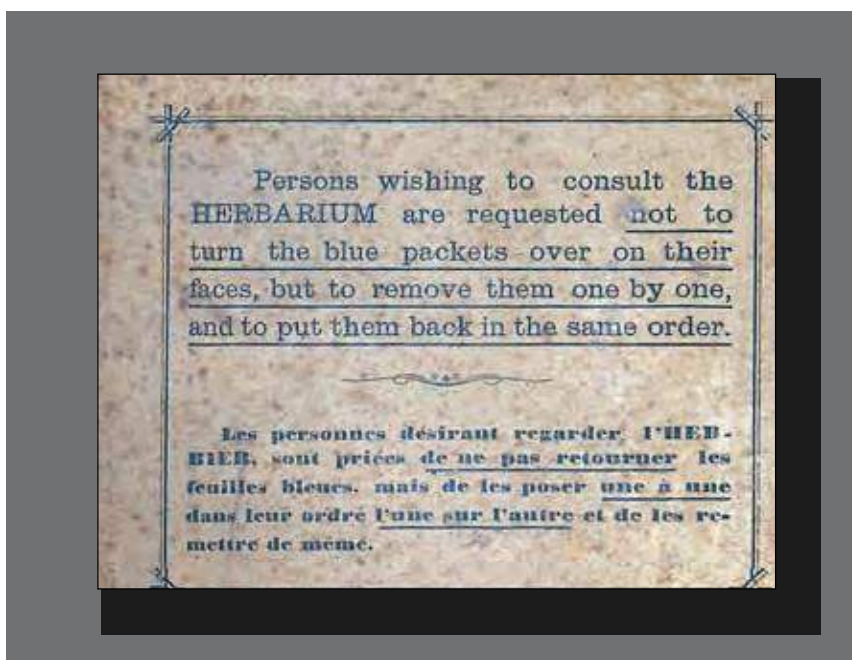 Persons wishing to consult the
HERBARIUM are requested not to
turn the blue packets over on their
faces, but to remove them one by one,
and to put them back in the same order.
Les personnes désirant regarder l'HER-
BIER, sont priées de ne pas retourner les
feuilles bleues, mais de les poser une à une
dans leur ordré l'une sur l'autre et de les re-
mettre de même.